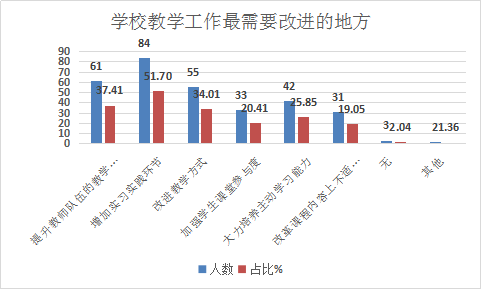 学校教学工作最需要改进的地方
90
80
70
60
50
40
30
20
10
0
61
37.41
84
51.70
55
34.01
33
20.41
42
25.85
31
19.05
3
2.04
2
1.36
提升教师队伍的教学…
增加实习实践环节
改进教学方式
加强学生课堂参与度
大力培养主动学习能力
改革课程内容上不适…
无
其他
人数 占比%